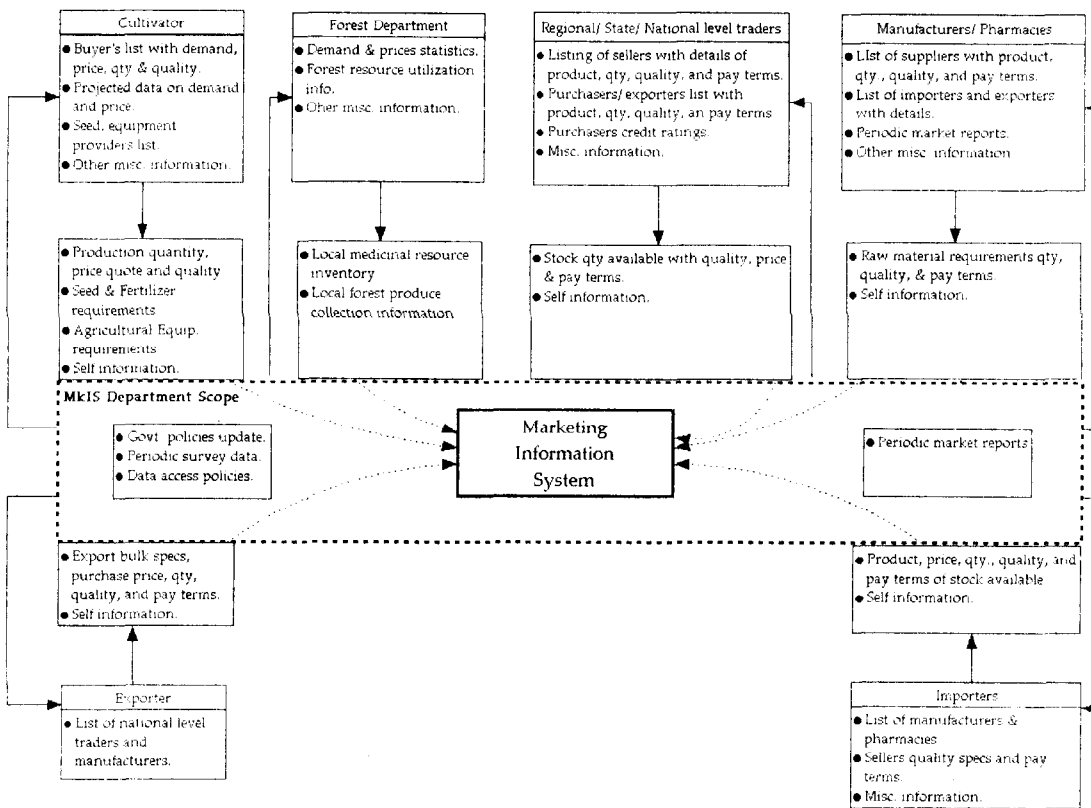 Cultivator
● Buyer's list with demand,
price, qty & quality.
● Projected data on demand
and price.
● Seed, equipment
providers list.
● Other misc. information.
Forest Department
● Demand & prices statistics.
● Forest resource utilization
info.
● Oher misc. information.
Regional/ State/ National level traders
● Listing of sellers with details of
product, qty, quality, and pay terms.
● Purchasers/ exporters list with
product, qty, quality, an pay terms
● Purchasers credit ratings.
● Misc. information.
Manufacturers/ Pharmacies
● LIst of suppliers with product,
qty., quality, and pay terms.
● List of importers and exporters
with details.
● Periodic market reports.
● Other misc. information
● Production quantity,
price quote and quality
● Seed & Fertilizer
requirements
● Agricultural Equip.
requirements
● Self information.
● Local medicinal resource
inventory
● Local forest produce
collection information
● Stock qty available with quality, price
& pay terms.
● Self information.
● Raw material requirements qty,
quality, & pay terms.
● Self information.
MkIS Department Scope
● Govt. policies update.
● Periodic survey data.
● Data access policies.
Marketing
Information
System
● Periodic market reports
● Export bulk specs,
purchase price, qty,
quality, and pay terms.
● Self information.
● Product, price, qty., quality, and
pay terms of stock available
● Self information.
Exporter
● List of national level
traders and
manufacturers.
Importers
● List of manufacturers &
pharmacies
● Sellers quality specs and pay
terms.
● Misc. information.